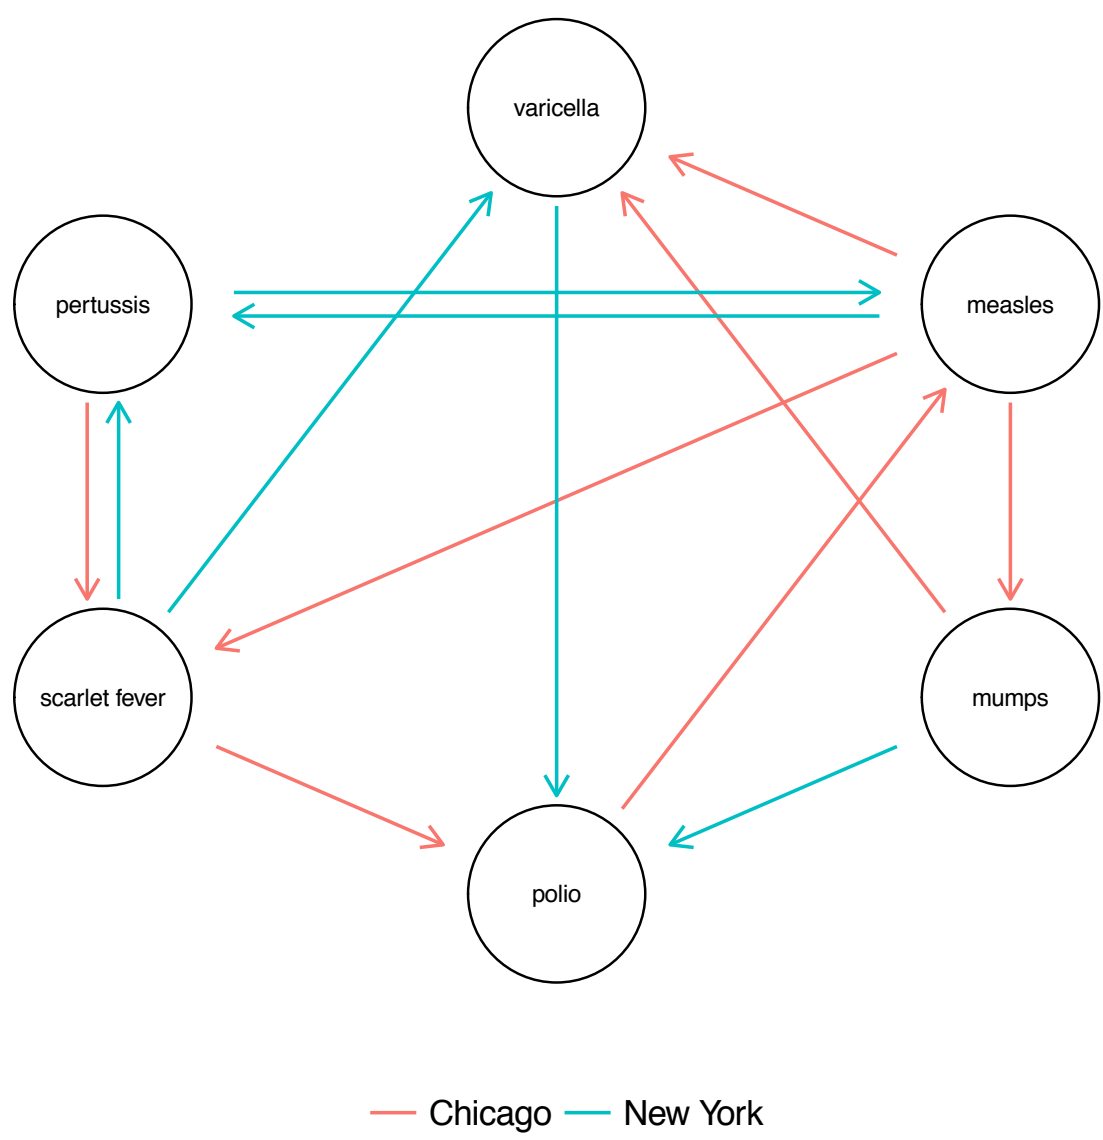 varicella
pertussis
measles
scarlet fever
mumps
polio
Chicago New York